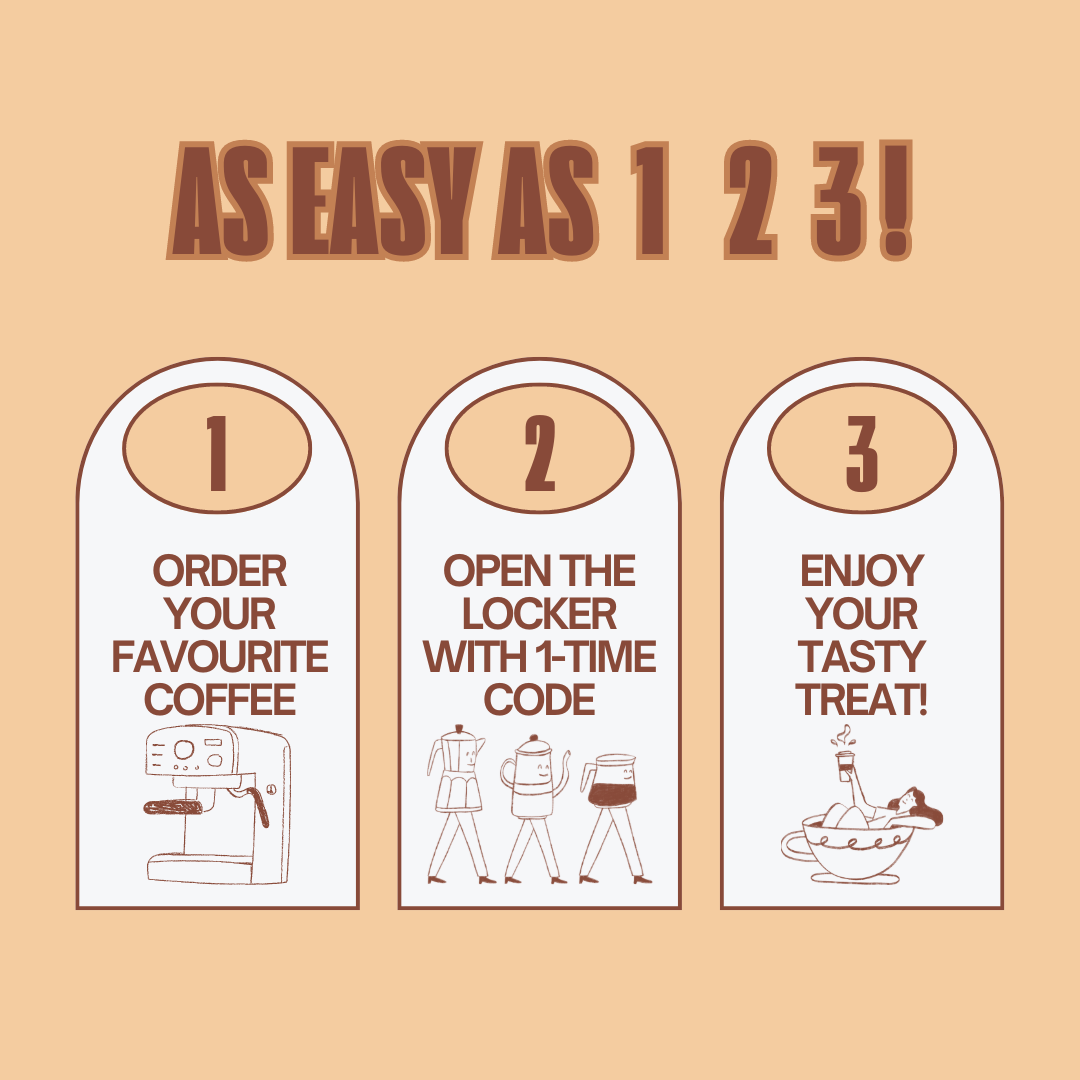 AS EASY AS 1 2 3!
1
ORDER
YOUR
FAVOURITE
COFFEE
2
OPEN THE
LOCKER
WITH 1-TIME
CODE
3
ENJOY
YOUR
TASTY
TREAT!